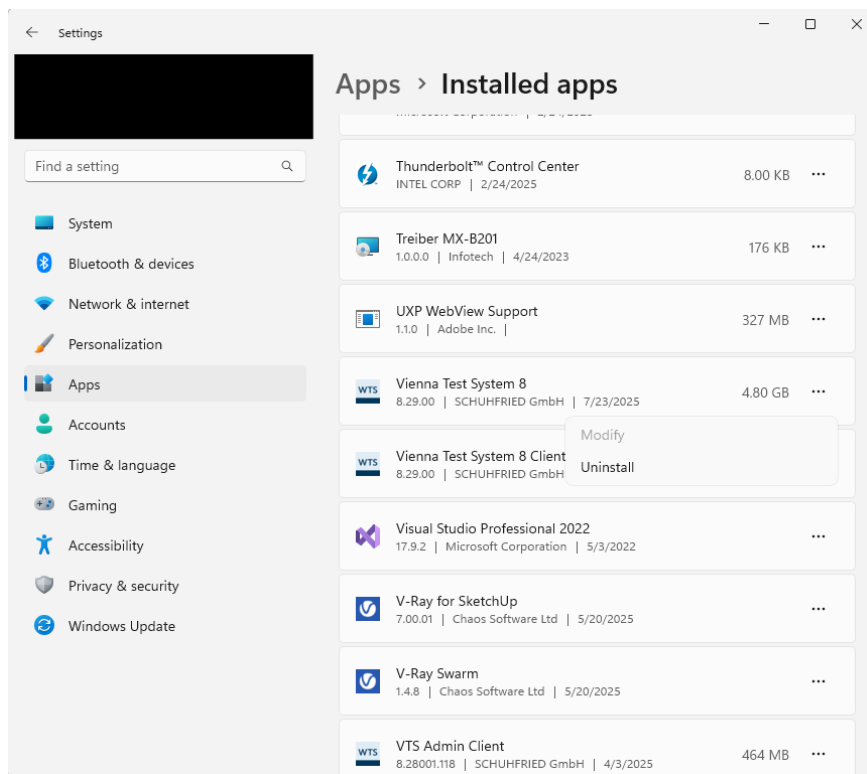 Settings
Apps > Installed apps
Find a setting
System
Bluetooth & devices
Network & internet
Personalization
Apps
Accounts
Time & language
Gaming
Accessibility
Privacy & security
Windows Update
Thunderbolt™ Control Center
INTEL CORP | 2/24/2025
8.00 KB
Treiber MX-B201
1.0.0.0 | Infotech | 4/24/2023
176 KB
UXP WebView Support
1.1.0 | Adobe Inc. |
327 MB
WTS
Vienna Test System 8
8.29.00 | SCHUHFRIED GmbH | 7/23/2025
4.80 GB
Modify
Uninstall
WTS
Vienna Test System 8 Client
8.29.00 | SCHUHFRIED GmbH
Visual Studio Professional 2022
17.9.2 | Microsoft Corporation | 5/3/2022
V-Ray for SketchUp
7.00.01 | Chaos Software Ltd | 5/20/2025
V-Ray Swarm
1.4.8 | Chaos Software Ltd | 5/20/2025
WTS
VTS Admin Client
8.28001.118 | SCHUHFRIED GmbH | 4/3/2025
464 MB